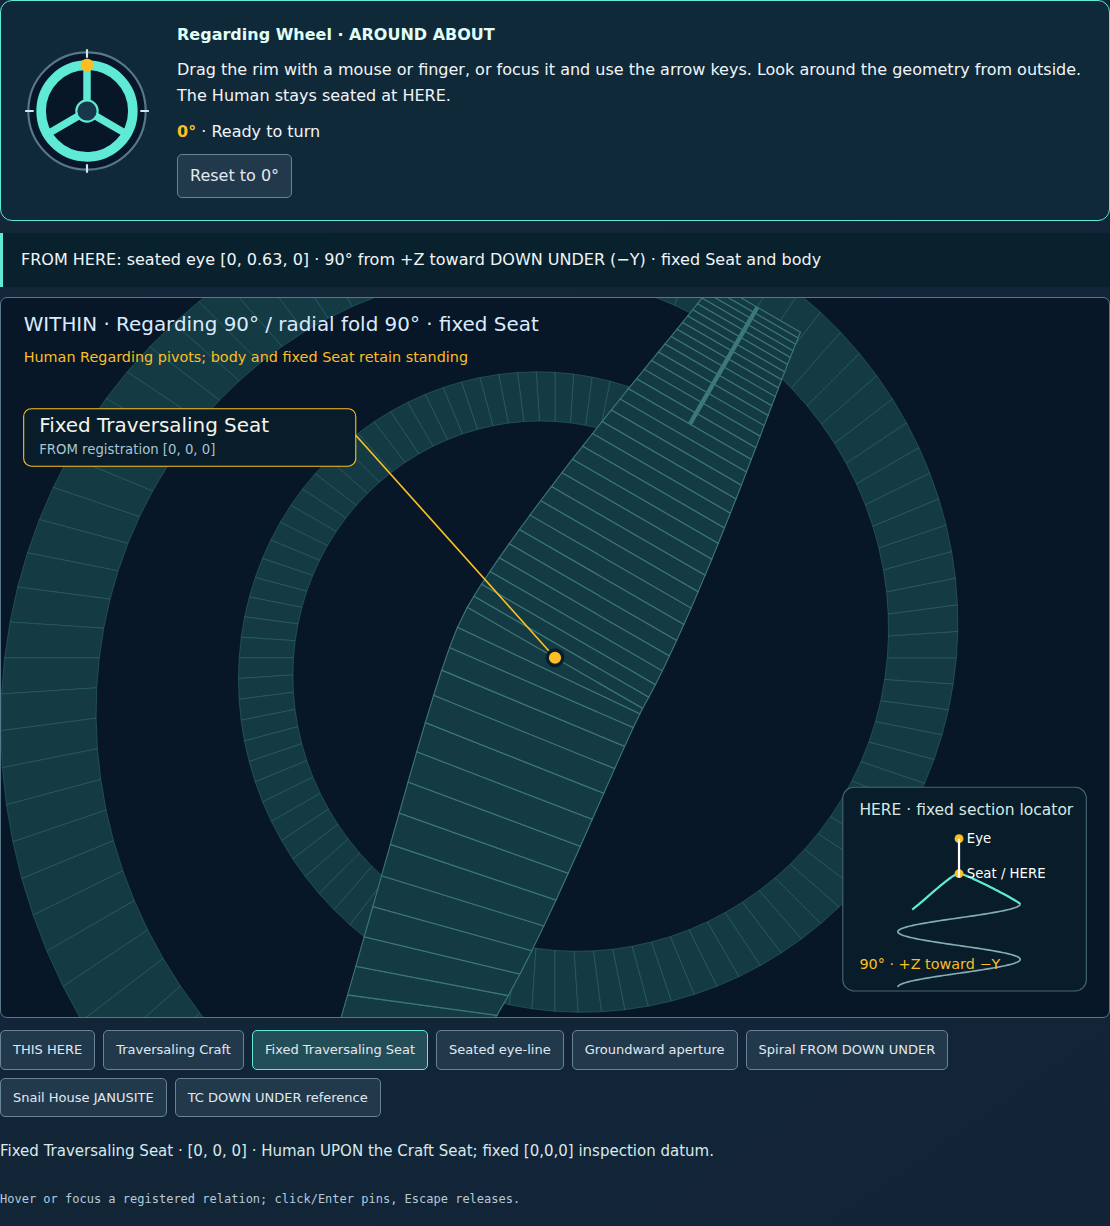 Regarding Wheel · AROUND ABOUT
Drag the rim with a mouse or finger, or focus it and use the arrow keys. Look around the geometry from outside.
The Human stays seated at HERE.
0° · Ready to turn
Reset to 0°
FROM HERE: seated eye [0, 0.63, 0] · 90° from +Z toward DOWN UNDER (−Y) · fixed Seat and body
WITHIN · Regarding 90° / radial fold 90° · fixed Seat
Human Regarding pivots; body and fixed Seat retain standing
Fixed Traversaling Seat
FROM registration [0, 0, 0]
HERE · fixed section locator
Eye
Seat / HERE
90° · +Z toward −Y
THIS HERE
Traversaling Craft
Fixed Traversaling Seat
Seated eye-line
Groundward aperture
Spiral FROM DOWN UNDER
Snail House JANUSITE
TC DOWN UNDER reference
Fixed Traversaling Seat · [0, 0, 0] · Human UPON the Craft Seat; fixed [0,0,0] inspection datum.
Hover or focus a registered relation; click/Enter pins, Escape releases.